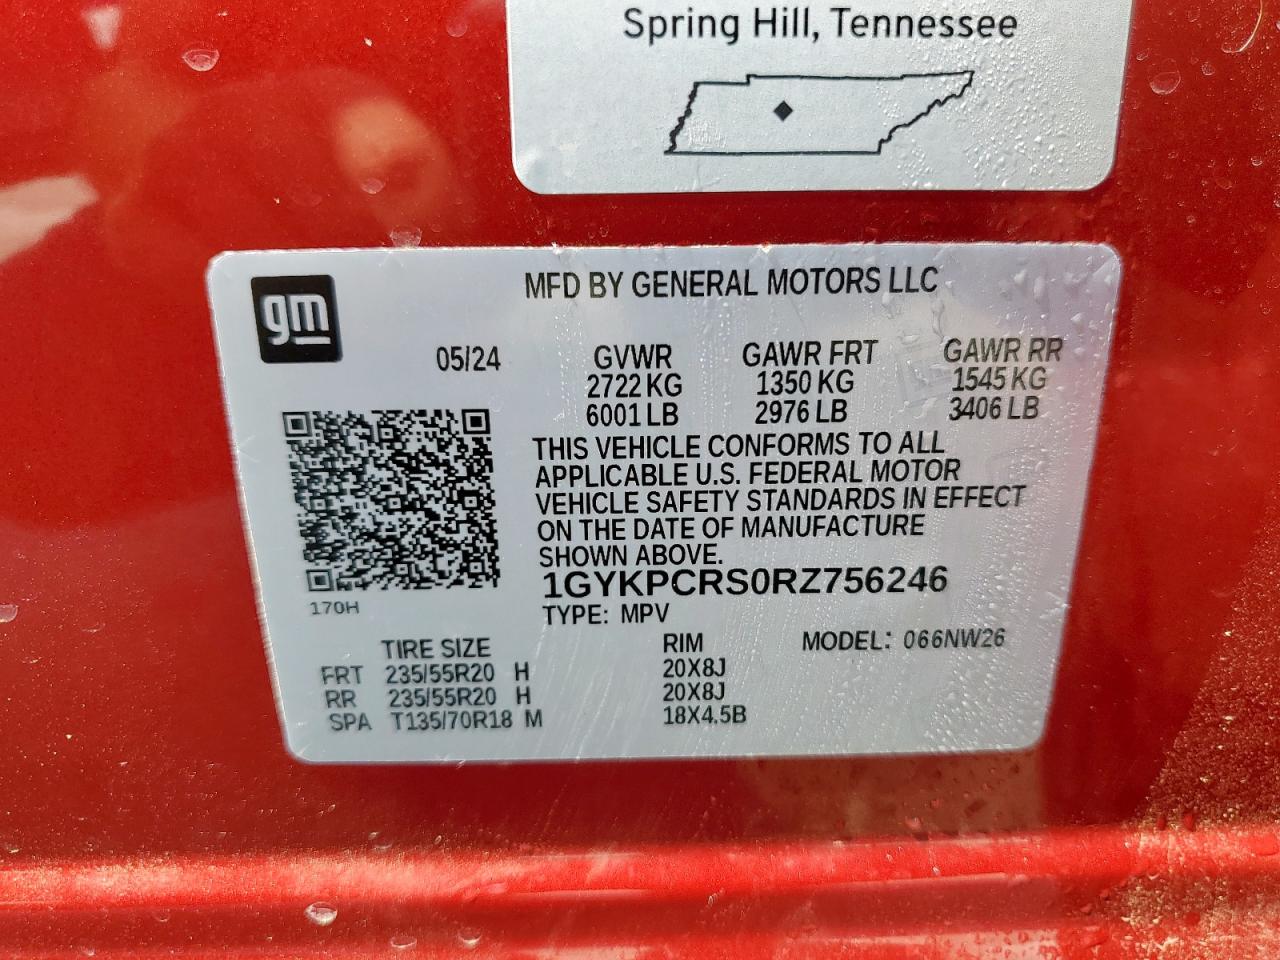 Spring Hill, Tennessee
gm
MFD BY GENERAL MOTORS LLC
05/24 GVWR GAWR FRT GAWR RR
2722 KG 1350 KG 1545 KG
6001 LB 2976 LB 3406 LB
THIS VEHICLE CONFORMS TO ALL
APPLICABLE U.S. FEDERAL MOTOR
VEHICLE SAFETY STANDARDS IN EFFECT
ON THE DATE OF MANUFACTURE
SHOWN ABOVE.
1GYKPCRS0RZ756246
170H
TYPE: MPV
TIRE SIZE RIM MODEL: 066NW26
FRT 235/55R20 H 20X8J
RR 235/55R20 H 20X8J
SPA T135/70R18 M 18X4.5B